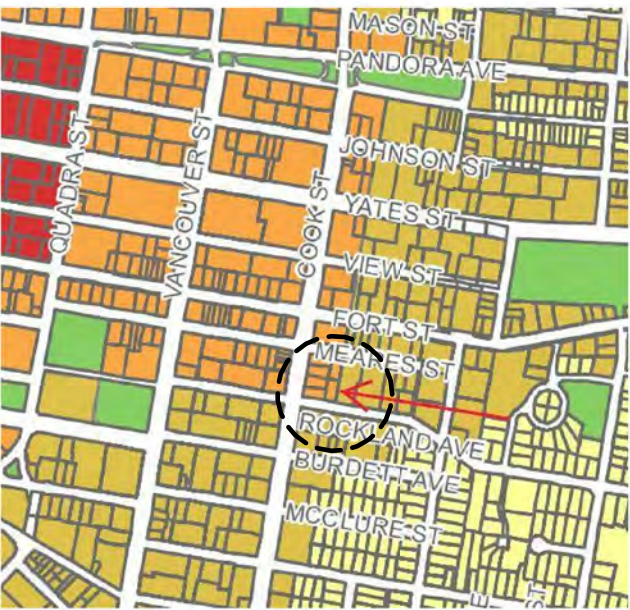 MASON ST
PANDORA AVE
JOHNSON ST
QUADRA ST
VANCOUVER ST
COOK ST
YATES ST
VIEW ST
FORT ST
MEARES ST
ROCKLAND AVE
BURDETT AVE
MCCLURE ST
E
ST